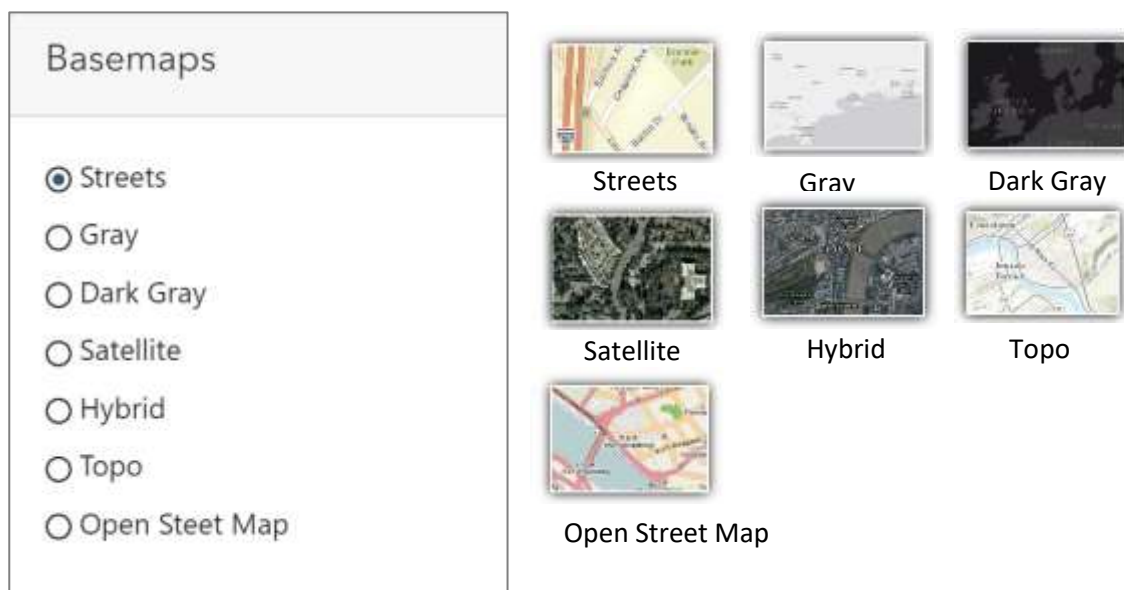 Basemaps
Streets
Gray
Dark Gray
Satellite
Hybrid
Topo
Open Steet Map
Streets
Gray
Dark Gray
Satellite
Hybrid
Topo
Open Street Map